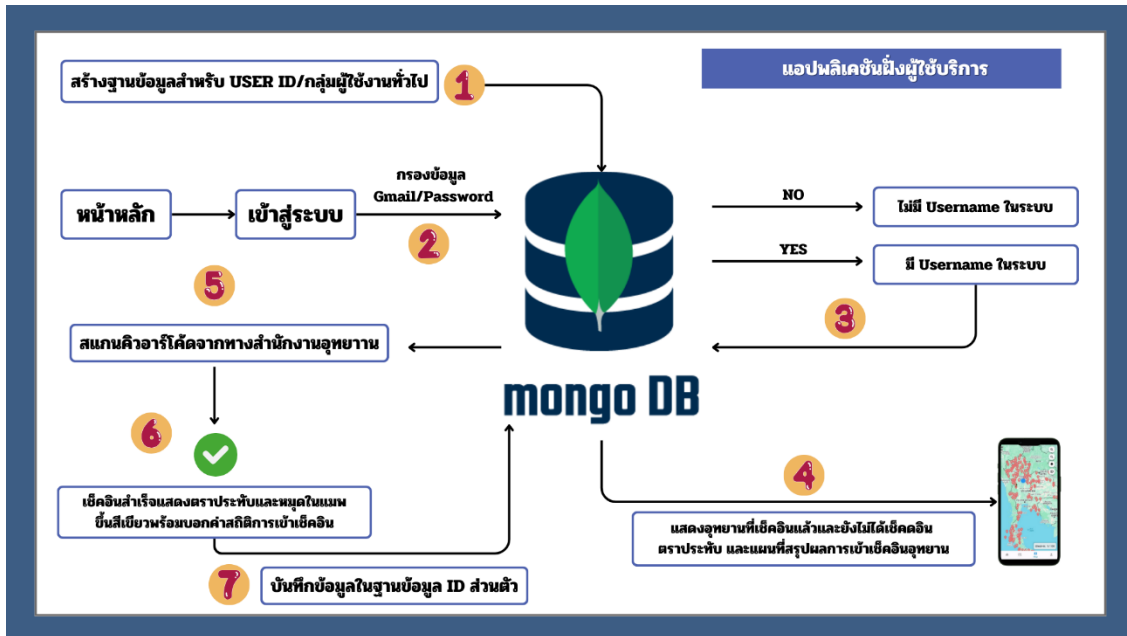 แอปพลิเคชันฝั่งผู้ใช้บริการ
สร้างฐานข้อมูลสำหรับ USER ID/กลุ่มผู้ใช้งานทั่วไป
1
หน้าหลัก
เข้าสู่ระบบ
กรองข้อมูล
Gmail/Password
2
NO
ไม่มี Username ในระบบ
YES
มี Username ในระบบ
3
5
สแกนคิวอาร์โค้ดจากทางสำนักงานอุทยาาน
mongo DB
6
เช็คอินสำเร็จแสดงตราประทับและหมุดในแมพ
ขึ้นสีเขียวพร้อมบอกค่าสถิติการเข้าเช็คอิน
4
แสดงอุทยานที่เช็คอินแล้วและยังไม่ได้เช็คดอิน
ตราประทับ และแผนที่สรุปผลการเข้าเช็คอินอุทยาน
7
บันทึกข้อมูลในฐานข้อมูล ID ส่วนตัว